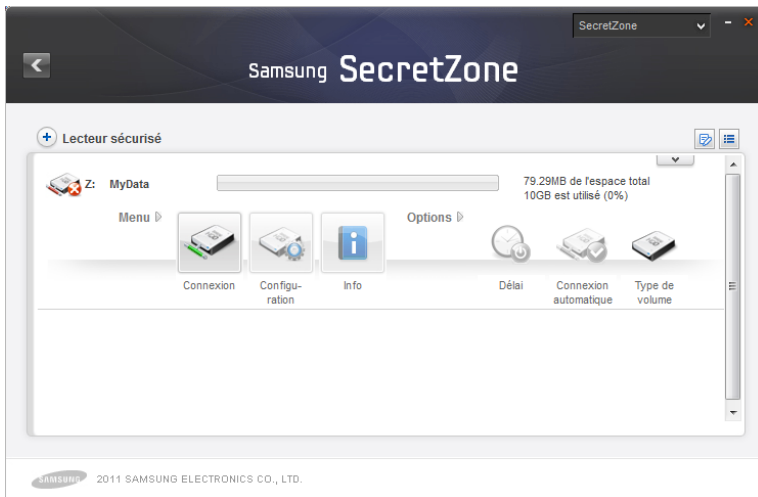 SecretZone
Samsung SecretZone
Lecteur sécurisé
Z: MyData
79.29MB de l'espace total
10GB est utilisé (0%)
Menu
Options
Connexion
Configu-
ration
Info
Délai
Connexion
automatique
Type de
volume
SAMSUNG 2011 SAMSUNG ELECTRONICS CO., LTD.